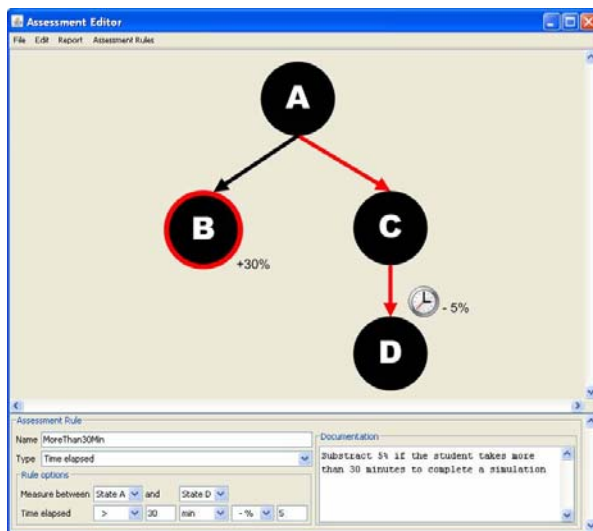 Assessment Editor
File Edit Report Assessment Rules
A
B
C
+30%
- 5%
D
Assessment Rule
Name MoreThan30Min
Type Time elapsed
Rule options
Measure between State A and State D
Time elapsed > 30 min - % 5
Documentation
Substract 5% if the student takes more
than 30 minutes to complete a simulation